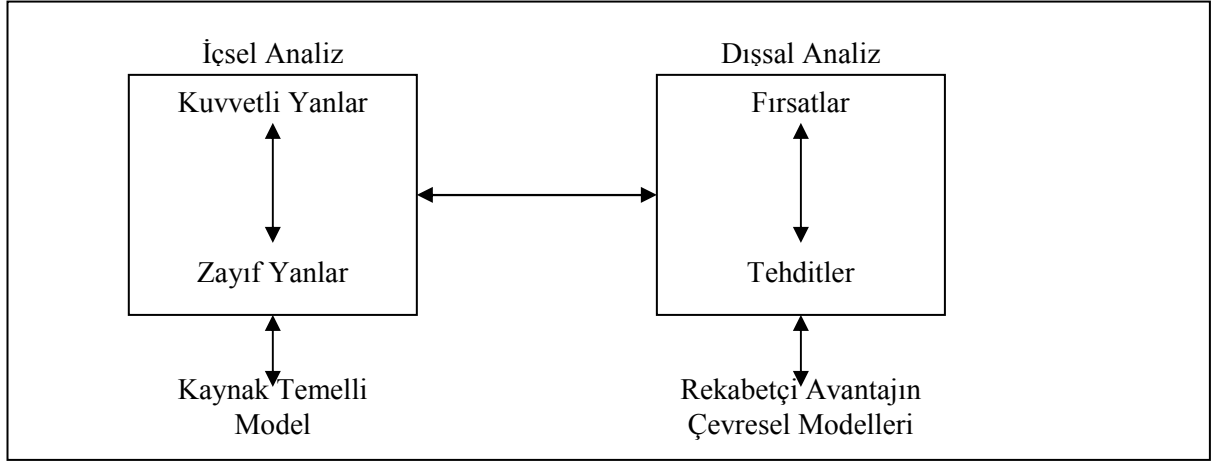 İçsel Analiz
Kuvvetli Yanlar
Zayıf Yanlar
Kaynak Temelli
Model
Dışsal Analiz
Fırsatlar
Tehditler
Rekabetçi Avantajın
Çevresel Modelleri